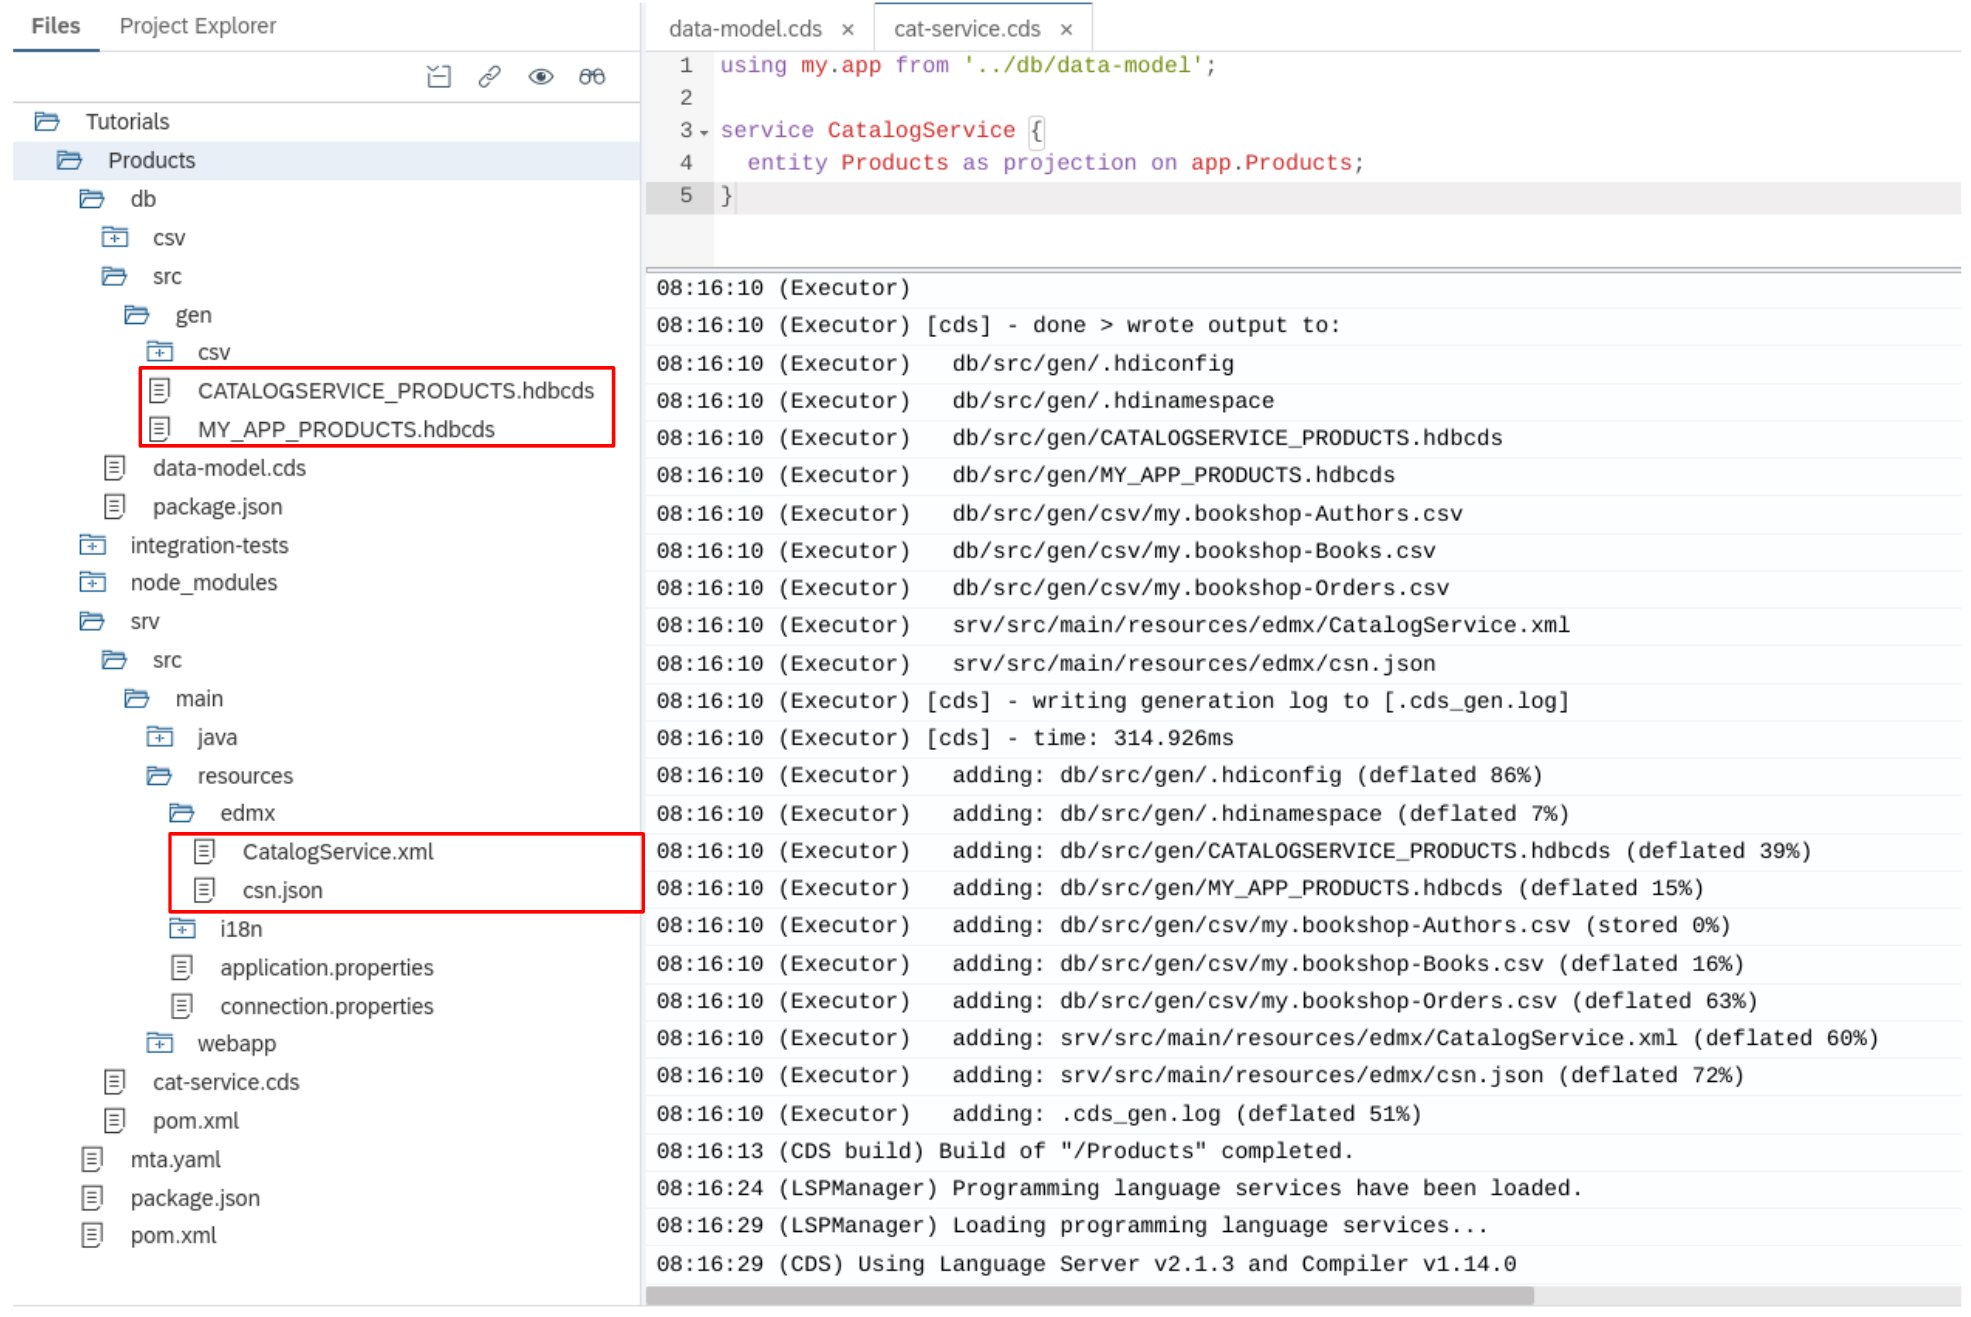 Files Project Explorer
Tutorials
Products
db
csv
src
gen
csv
CATALOGSERVICE_PRODUCTS.hdbcds
MY_APP_PRODUCTS.hdbcds
data-model.cds
package.json
integration-tests
node_modules
srv
src
main
java
resources
edmx
CatalogService.xml
csn.json
i18n
application.properties
connection.properties
webapp
cat-service.cds
pom.xml
mta.yaml
package.json
pom.xml
data-model.cds × cat-service.cds ×
1 using my.app from '../db/data-model';
2
3 service CatalogService {
4 entity Products as projection on app.Products;
5 }
08:16:10 (Executor)
08:16:10 (Executor) [cds] - done > wrote output to:
08:16:10 (Executor) db/src/gen/.hdiconfig
08:16:10 (Executor) db/src/gen/.hdinamespace
08:16:10 (Executor) db/src/gen/CATALOGSERVICE_PRODUCTS.hdbcds
08:16:10 (Executor) db/src/gen/MY_APP_PRODUCTS.hdbcds
08:16:10 (Executor) db/src/gen/csv/my.bookshop-Authors.csv
08:16:10 (Executor) db/src/gen/csv/my.bookshop-Books.csv
08:16:10 (Executor) db/src/gen/csv/my.bookshop-Orders.csv
08:16:10 (Executor) srv/src/main/resources/edmx/CatalogService.xml
08:16:10 (Executor) srv/src/main/resources/edmx/csn.json
08:16:10 (Executor) [cds] - writing generation log to [.cds_gen.log]
08:16:10 (Executor) [cds] - time: 314.926ms
08:16:10 (Executor) adding: db/src/gen/.hdiconfig (deflated 86%)
08:16:10 (Executor) adding: db/src/gen/.hdinamespace (deflated 7%)
08:16:10 (Executor) adding: db/src/gen/CATALOGSERVICE_PRODUCTS.hdbcds (deflated 39%)
08:16:10 (Executor) adding: db/src/gen/MY_APP_PRODUCTS.hdbcds (deflated 15%)
08:16:10 (Executor) adding: db/src/gen/csv/my.bookshop-Authors.csv (stored 0%)
08:16:10 (Executor) adding: db/src/gen/csv/my.bookshop-Books.csv (deflated 16%)
08:16:10 (Executor) adding: db/src/gen/csv/my.bookshop-Orders.csv (deflated 63%)
08:16:10 (Executor) adding: srv/src/main/resources/edmx/CatalogService.xml (deflated 60%)
08:16:10 (Executor) adding: srv/src/main/resources/edmx/csn.json (deflated 72%)
08:16:10 (Executor) adding: .cds_gen.log (deflated 51%)
08:16:13 (CDS build) Build of "/Products" completed.
08:16:24 (LSPManager) Programming language services have been loaded.
08:16:29 (LSPManager) Loading programming language services...
08:16:29 (CDS) Using Language Server v2.1.3 and Compiler v1.14.0